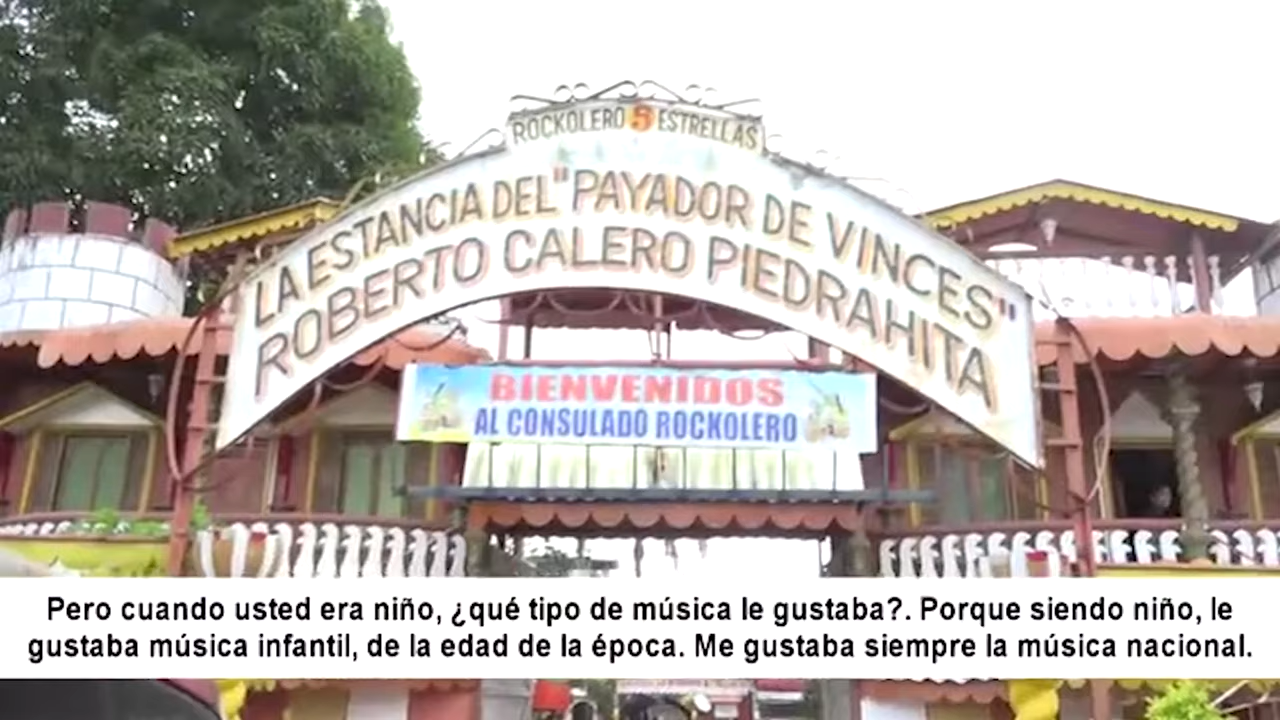 ROCKOLERO 5 ESTRELLAS
LA ESTANCIA DEL "PAYADOR DE VINCES"
ROBERTO CALERO PIEDRAHITA
BIENVENIDOS
AL CONSULADO ROCKOLERO
Pero cuando usted era niño, ¿qué tipo de música le gustaba?. Porque siendo niño, le
gustaba música infantil, de la edad de la época. Me gustaba siempre la música nacional.